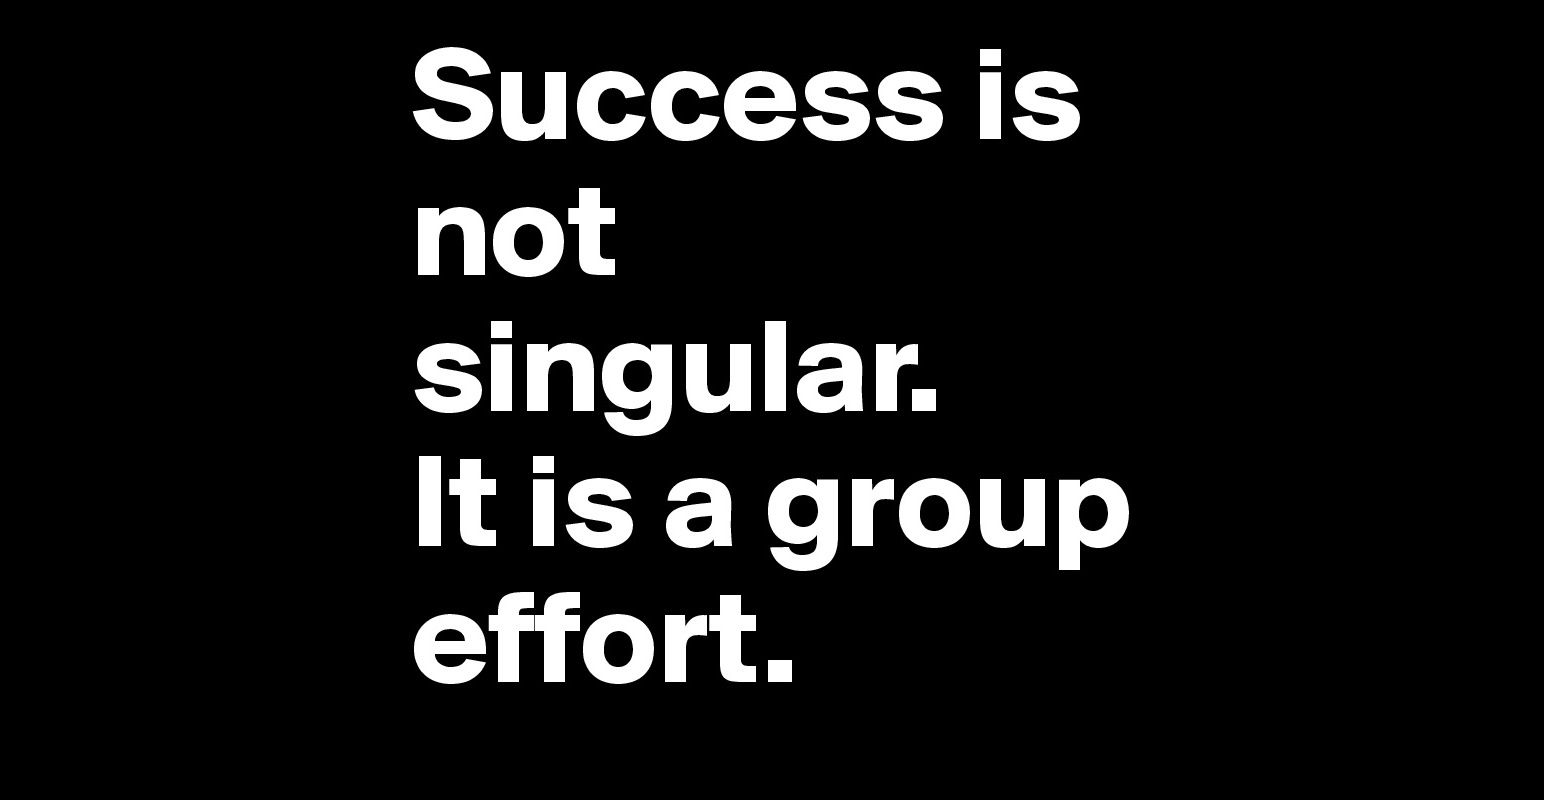 Success is
not
singular.
It is a group
effort.